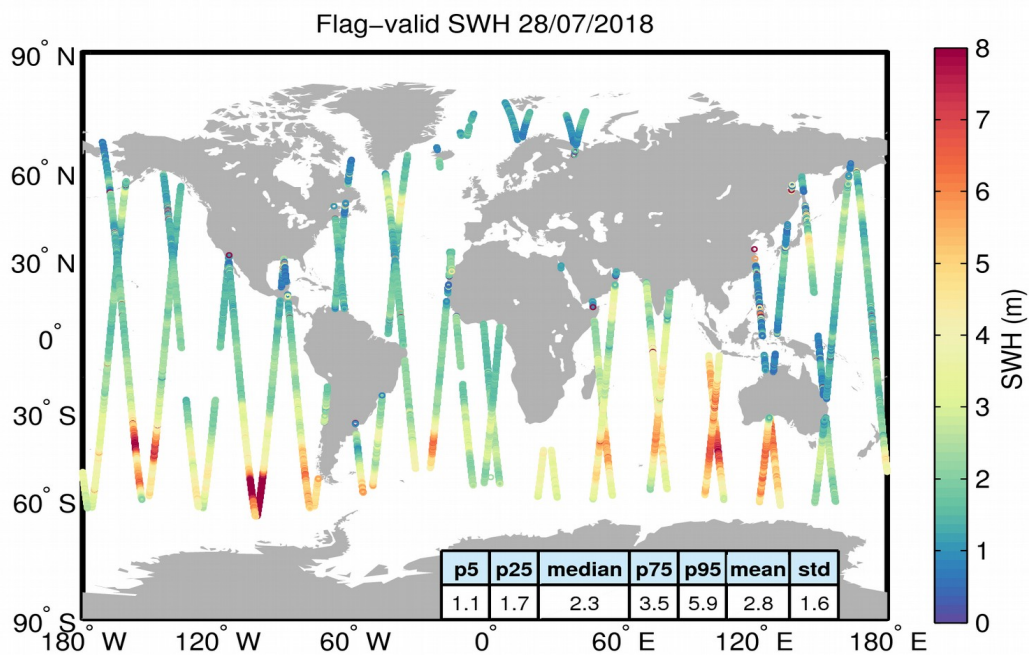 Flag−valid SWH 28/07/2018
90° N
60° N
30° N
0°
30° S
60° S
90° S
180° W
120° W
60° W
0°
60° E
120° E
180° E
8
7
6
5
4
3
2
1
0
SWH (m)
p5 p25 median p75 p95 mean std
1.1 1.7 2.3 3.5 5.9 2.8 1.6